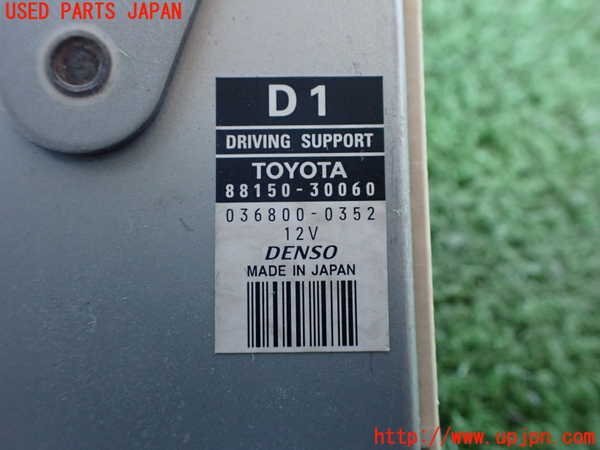 USED PARTS JAPAN
D1
DRIVING SUPPORT
TOYOTA
88150-30060
036800-0352
12V
DENSO
MADE IN JAPAN
http://www.upjpn.com/